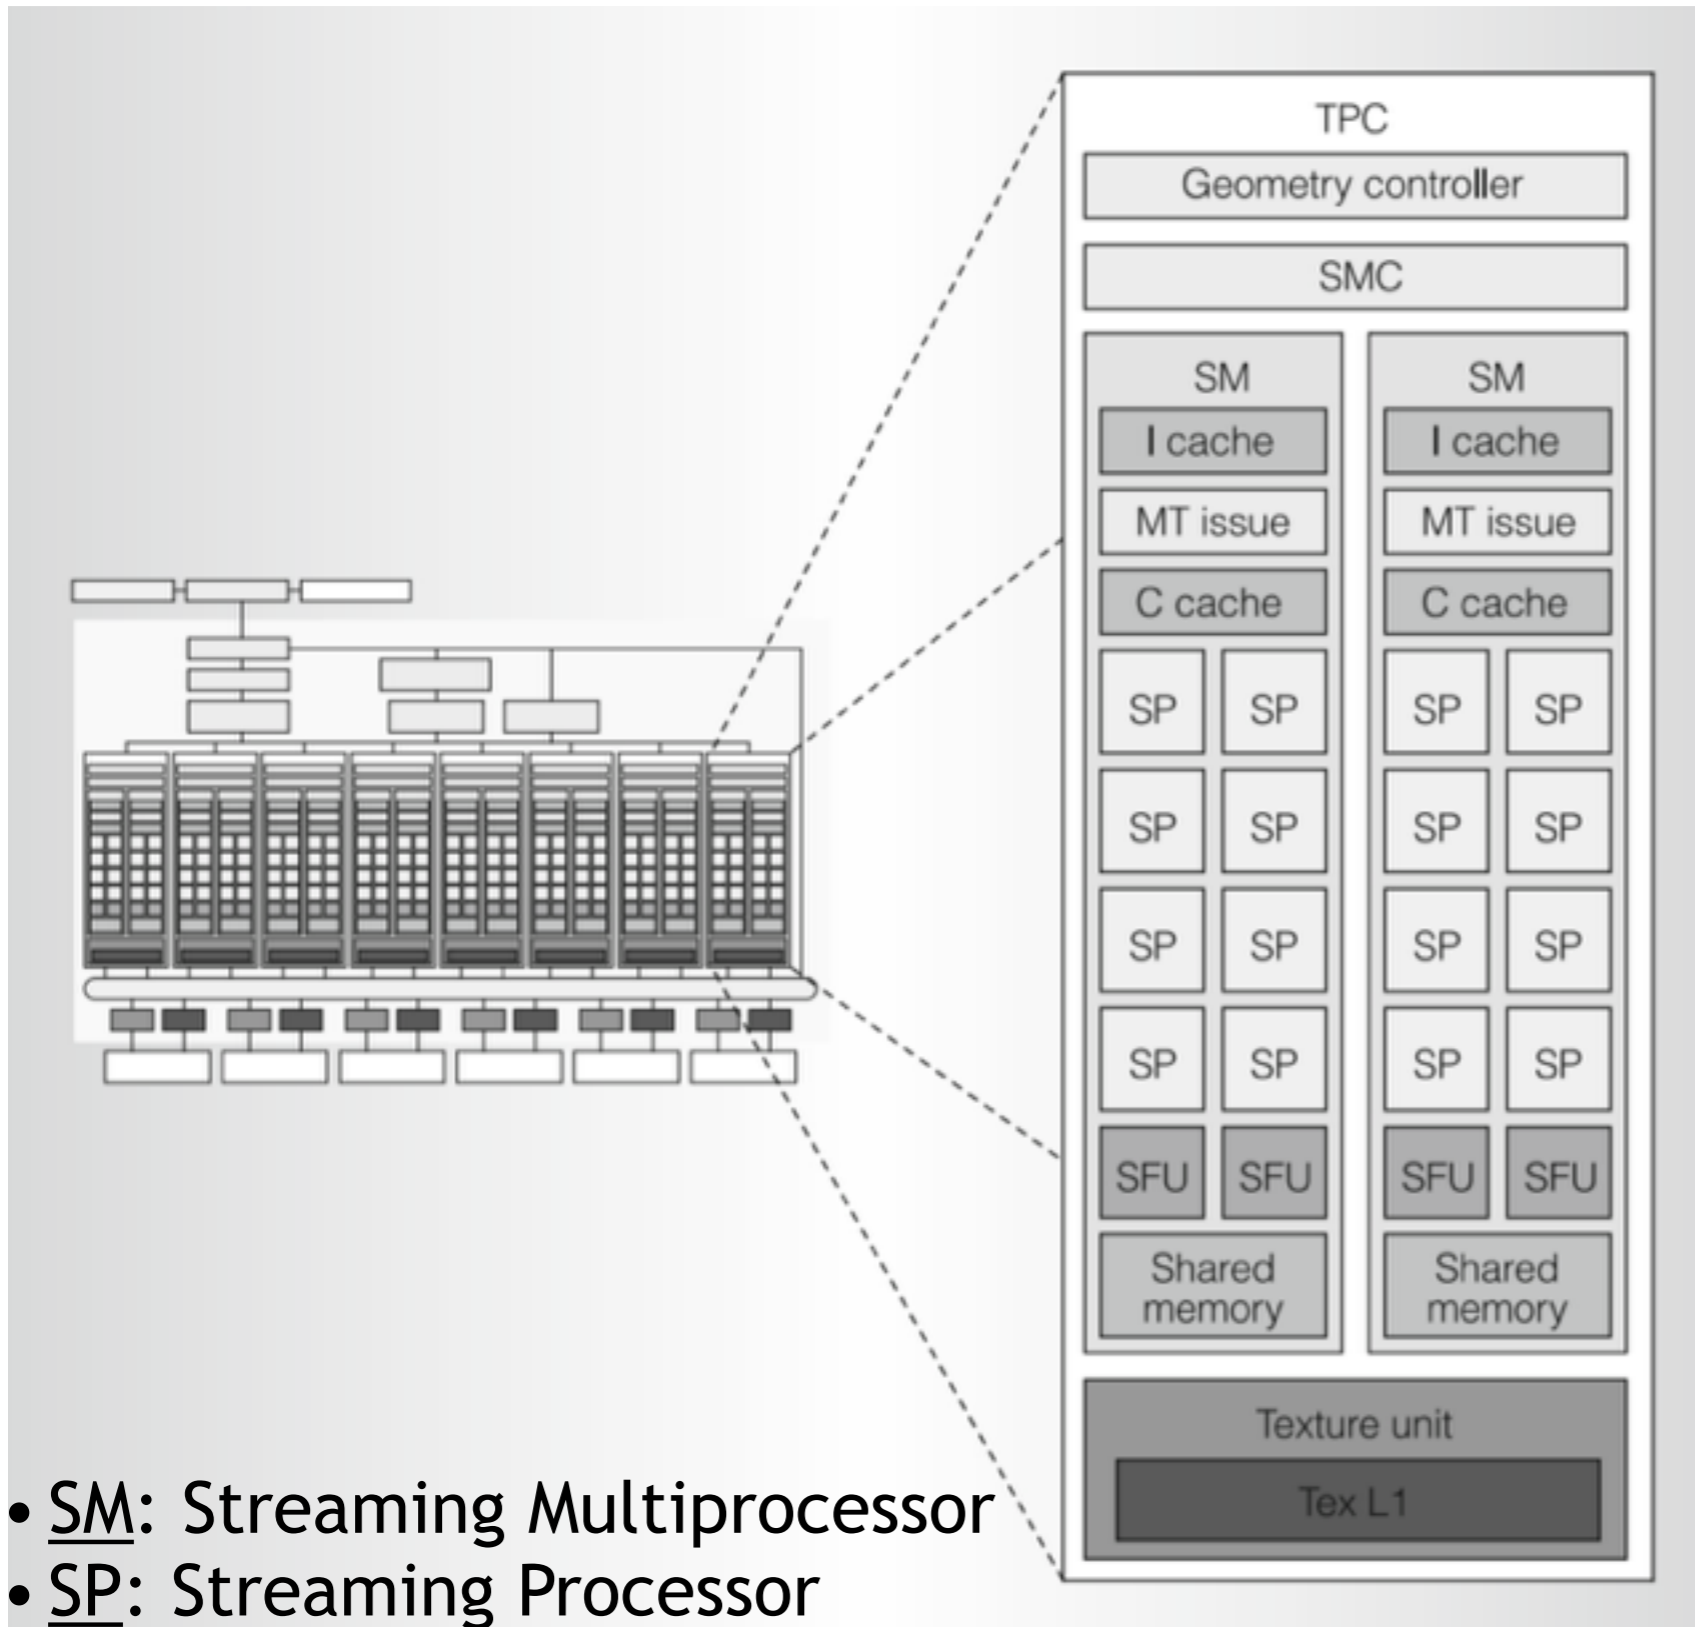 TPC
Geometry controller
SMC
SM SM
I cache I cache
MT issue MT issue
C cache C cache
SP SP SP SP
SP SP SP SP
SP SP SP SP
SP SP SP SP
SFU SFU SFU SFU
Shared Shared
memory memory
Texture unit
Tex L1
• SM: Streaming Multiprocessor
• SP: Streaming Processor